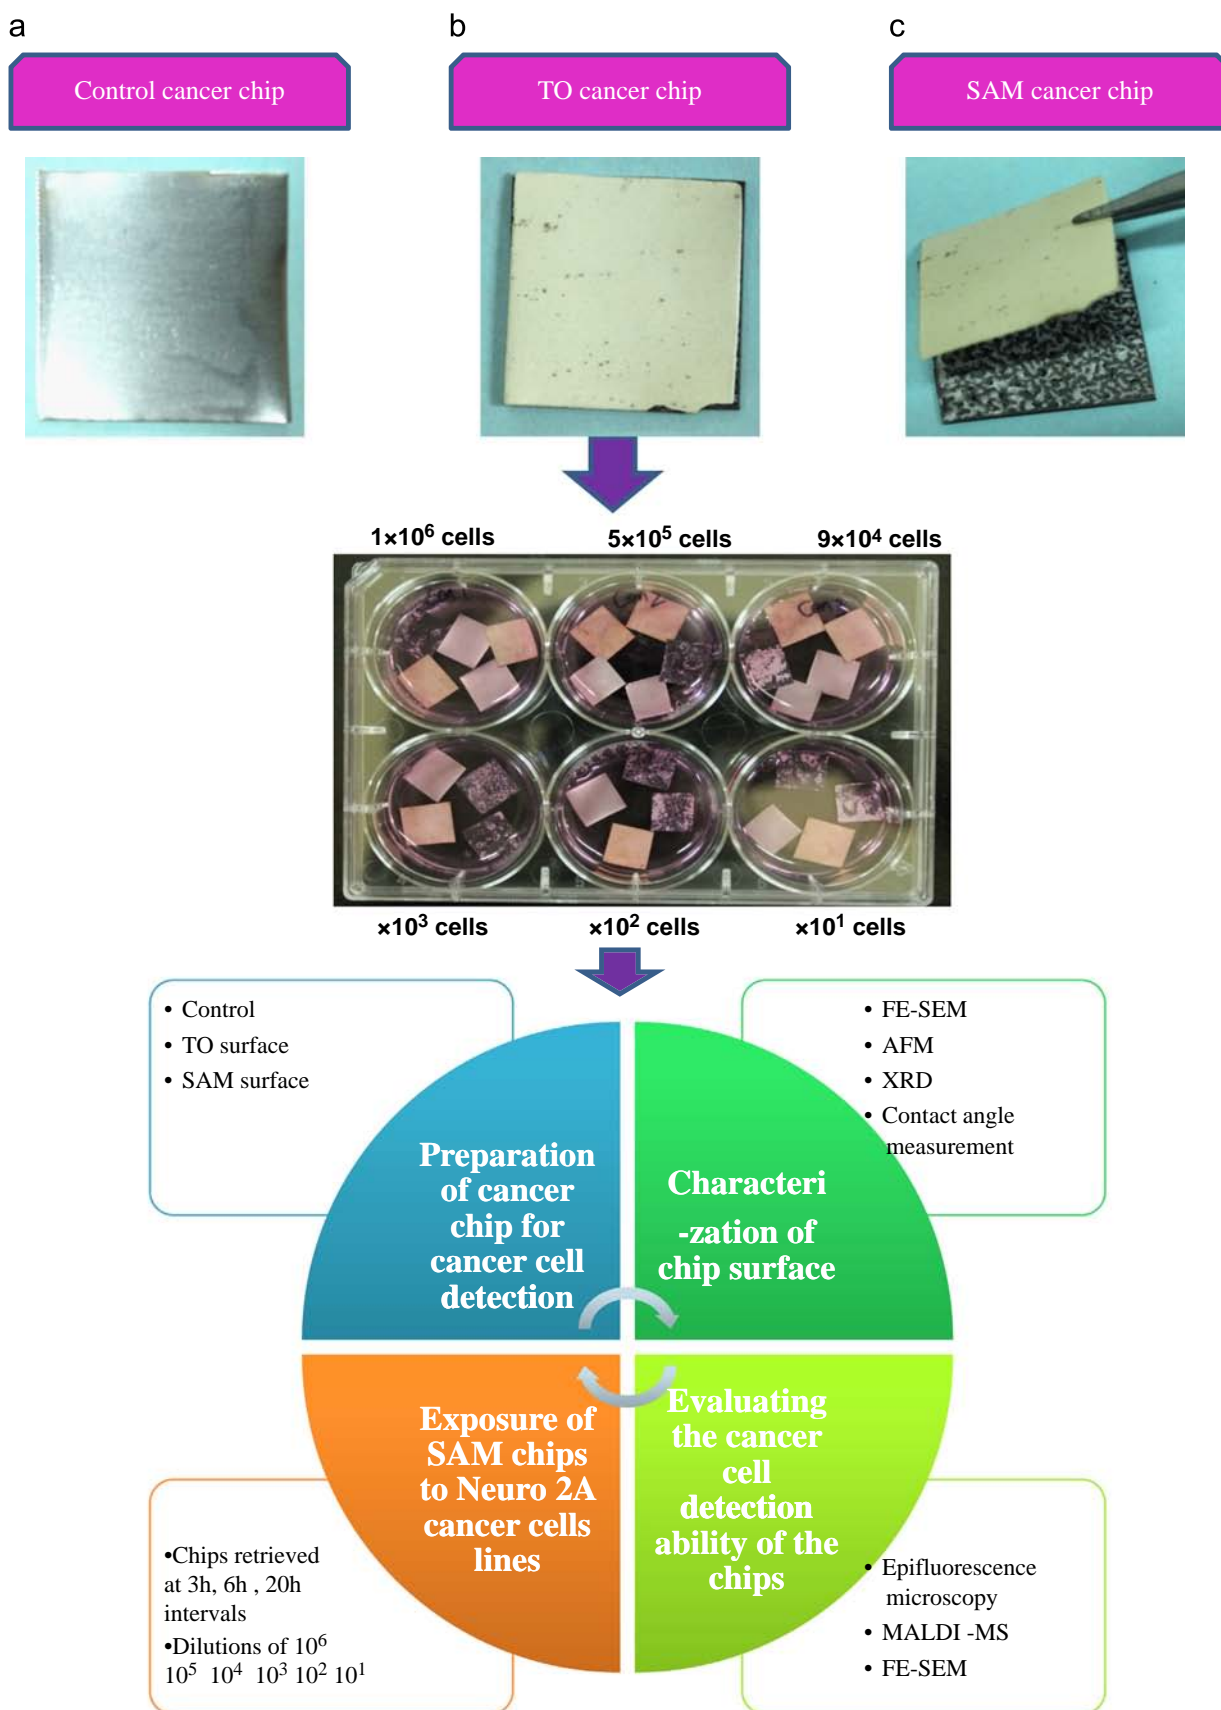 a
b
c
Control cancer chip
TO cancer chip
SAM cancer chip
1×10⁶ cells
5×10⁵ cells
9×10⁴ cells
×10³ cells
×10² cells
×10¹ cells
• Control
• TO surface
• SAM surface
• FE-SEM
• AFM
• XRD
• Contact angle
measurement
Preparation
of cancer
chip for
cancer cell
detection
Characteri
-zation of
chip surface
Exposure of
SAM chips
to Neuro 2A
cancer cells
lines
Evaluating
the cancer
cell
detection
ability of the
chips
•Chips retrieved
at 3h, 6h , 20h
intervals
•Dilutions of 10⁶
10⁵ 10⁴ 10³ 10² 10¹
• Epifluorescence
microscopy
• MALDI -MS
• FE-SEM